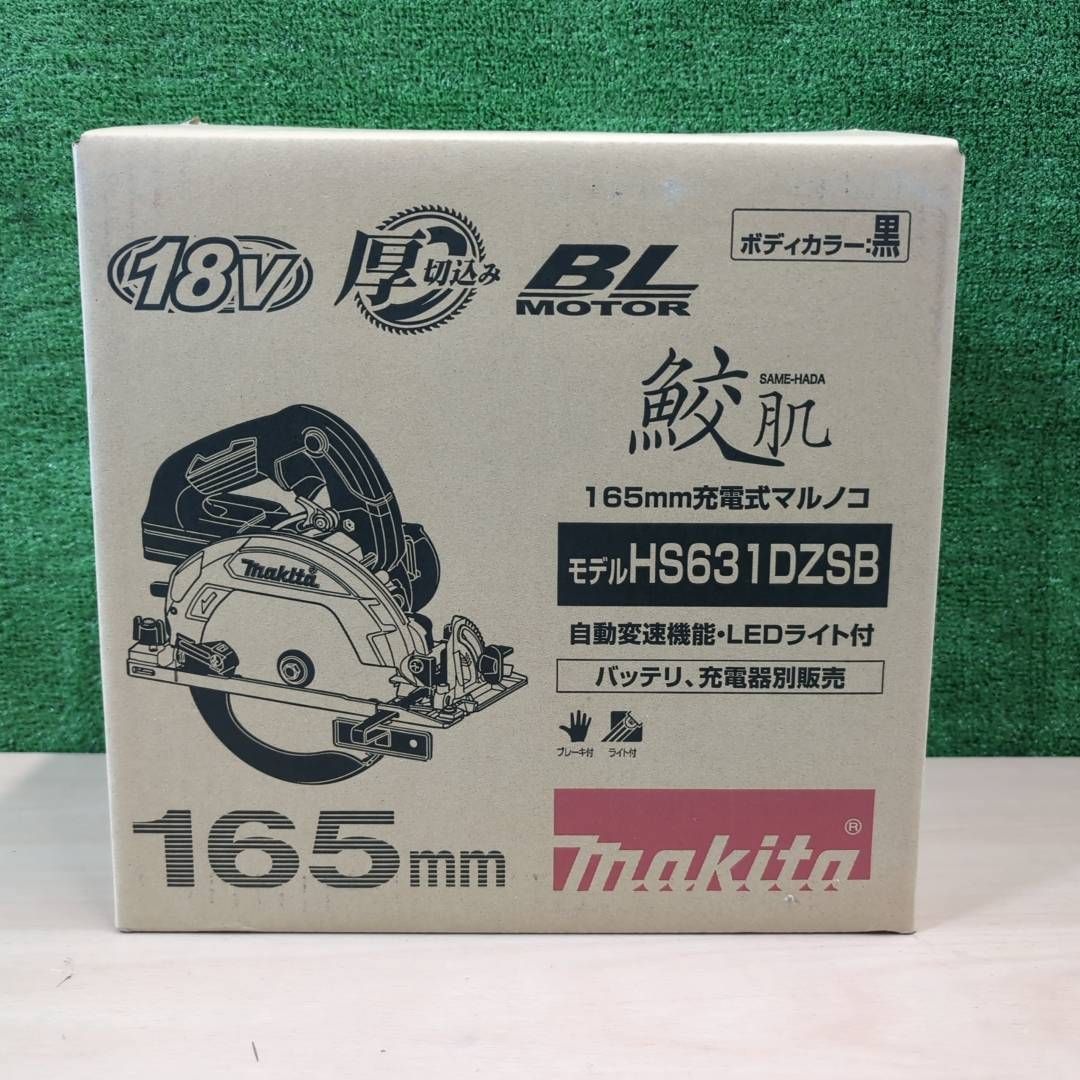 18V
厚切込み
BL
MOTOR
ボディカラー:黒
鮫肌
SAME-HADA
165mm充電式マルノコ
モデルHS631DZSB
自動変速機能・LEDライト付
バッテリ、充電器別販売
ブレーキ付
ライト付
makita®
165mm
makita®